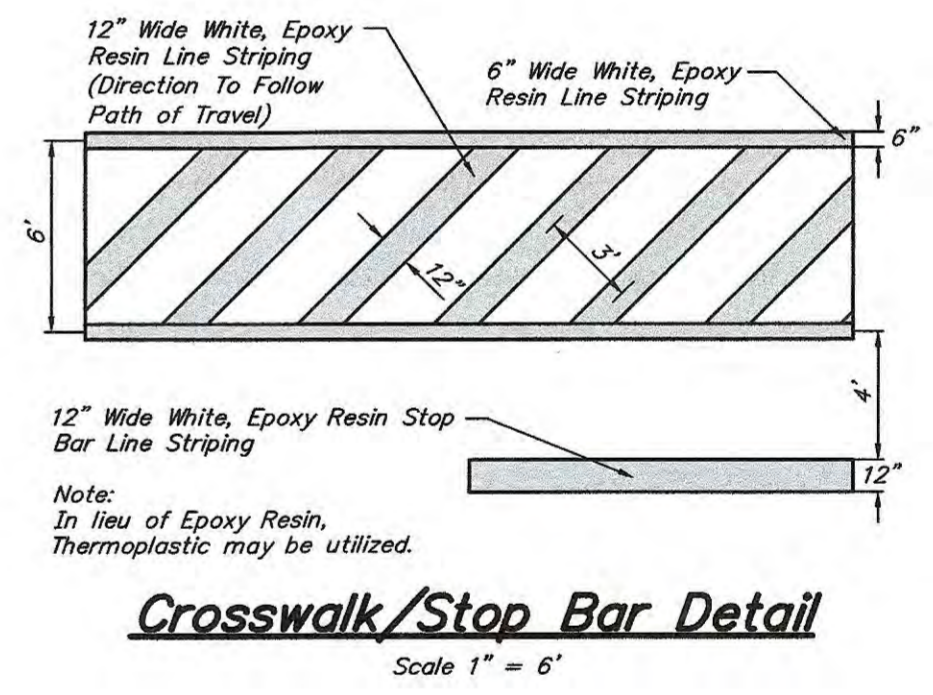 12" Wide White, Epoxy
Resin Line Striping
(Direction To Follow
Path of Travel)
6" Wide White, Epoxy
Resin Line Striping
6"
6'
12"
3'
4'
12" Wide White, Epoxy Resin Stop
Bar Line Striping
12"
Note:
In lieu of Epoxy Resin,
Thermoplastic may be utilized.
Crosswalk/Stop Bar Detail
Scale 1" = 6'